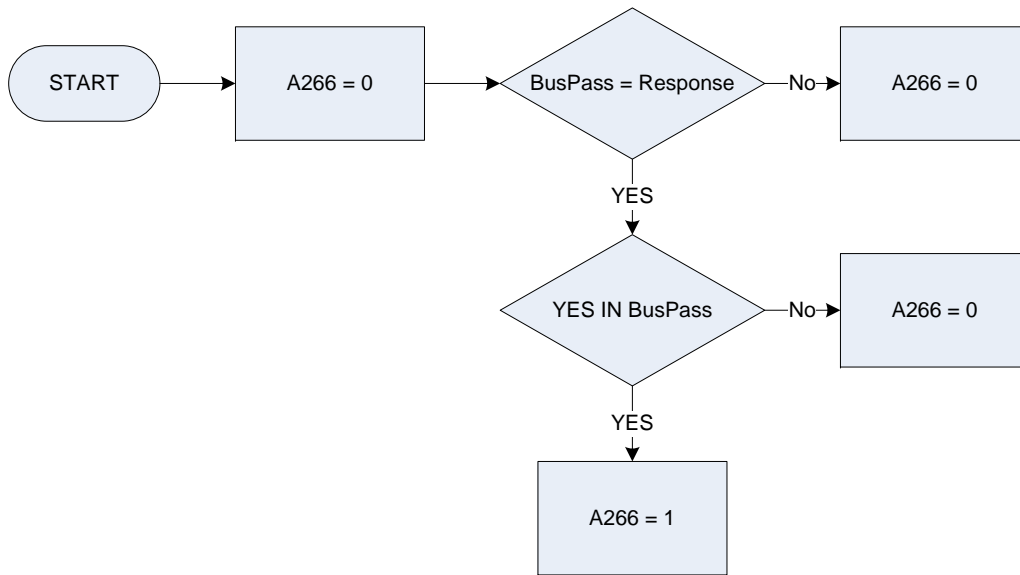 START
A266 = 0
BusPass = Response
No
A266 = 0
YES
YES IN BusPass
No
A266 = 0
YES
A266 = 1